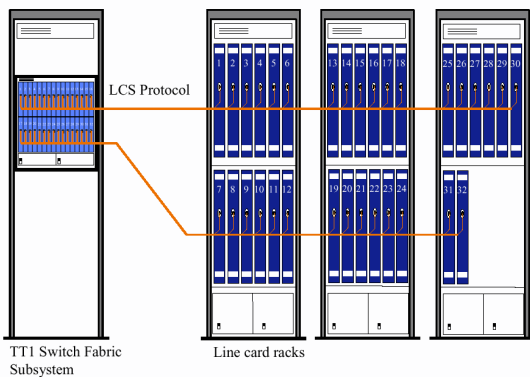 LCS Protocol
1 2 3 4 5 6
13 14 15 16 17 18
25 26 27 28 29 30
7 8 9 10 11 12
19 20 21 22 23 24
31 32
TT1 Switch Fabric
Subsystem
Line card racks